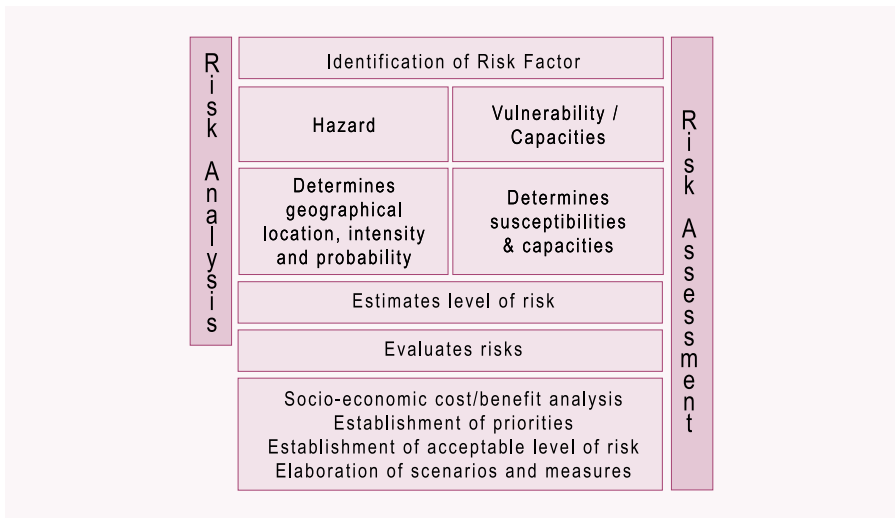 Risk Analysis
Identification of Risk Factor
Hazard
Vulnerability /
Capacities
Determines
geographical
location, intensity
and probability
Determines
susceptibilities
& capacities
Estimates level of risk
Evaluates risks
Socio-economic cost/benefit analysis
Establishment of priorities
Establishment of acceptable level of risk
Elaboration of scenarios and measures
Risk Assessment